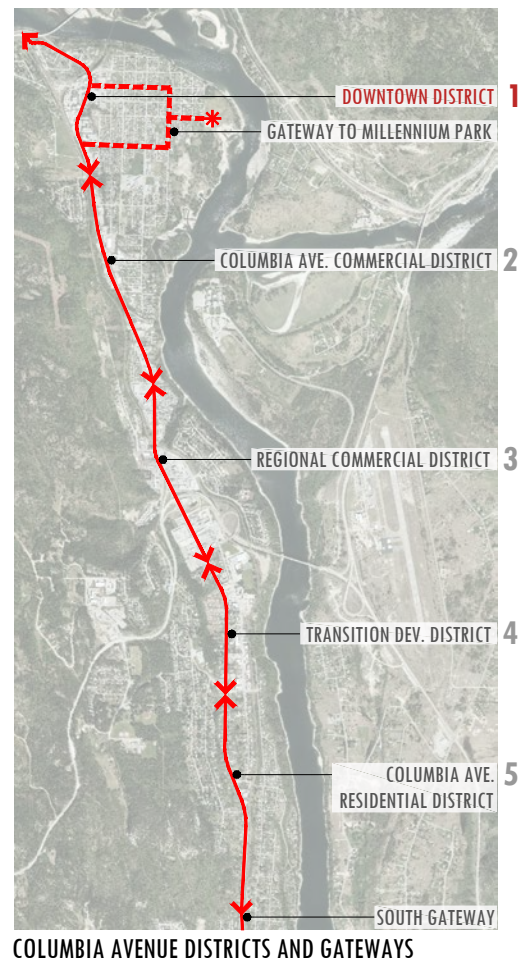 DOWNTOWN DISTRICT 1
GATEWAY TO MILLENNIUM PARK
COLUMBIA AVE. COMMERCIAL DISTRICT 2
REGIONAL COMMERCIAL DISTRICT 3
TRANSITION DEV. DISTRICT 4
COLUMBIA AVE. 5
RESIDENTIAL DISTRICT
SOUTH GATEWAY
COLUMBIA AVENUE DISTRICTS AND GATEWAYS